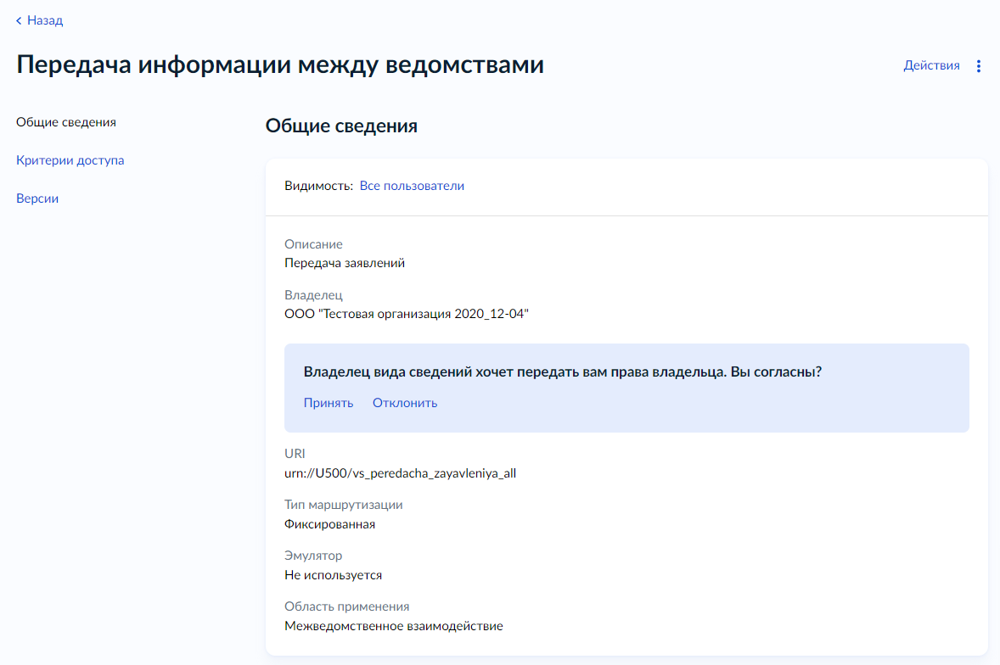 Назад
Передача информации между ведомствами
Действия
Общие сведения
Критерии доступа
Версии
Общие сведения
Видимость: Все пользователи
Описание
Передача заявлений
Владелец
ООО "Тестовая организация 2020_12-04"
Владелец вида сведений хочет передать вам права владельца. Вы согласны?
Принять Отклонить
URI
urn://U500/vs_peredacha_zayavleniya_all
Тип маршрутизации
Фиксированная
Эмулятор
Не используется
Область применения
Межведомственное взаимодействие